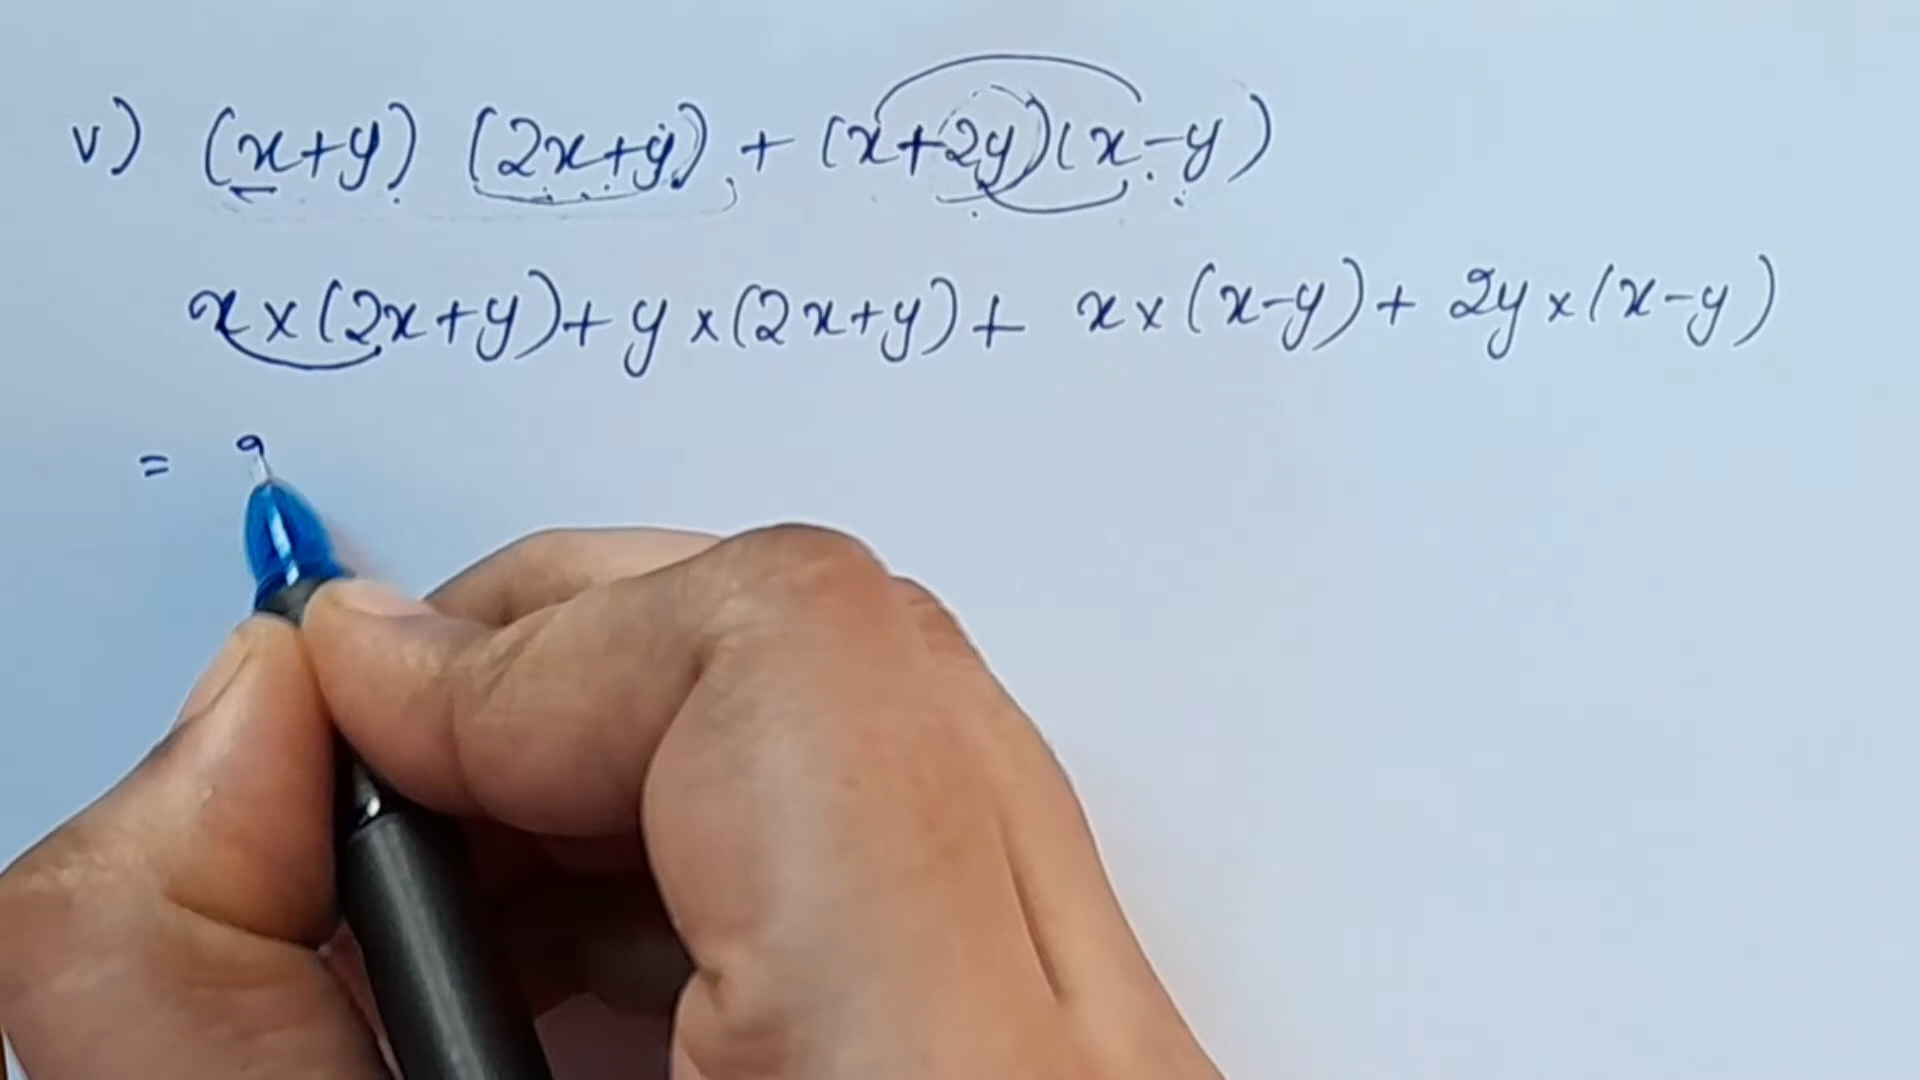 v) (x+y) (2x+y) + (x+2y)(x-y)
x×(2x+y)+y×(2x+y)+ x×(x-y)+ 2y×(x-y)
=